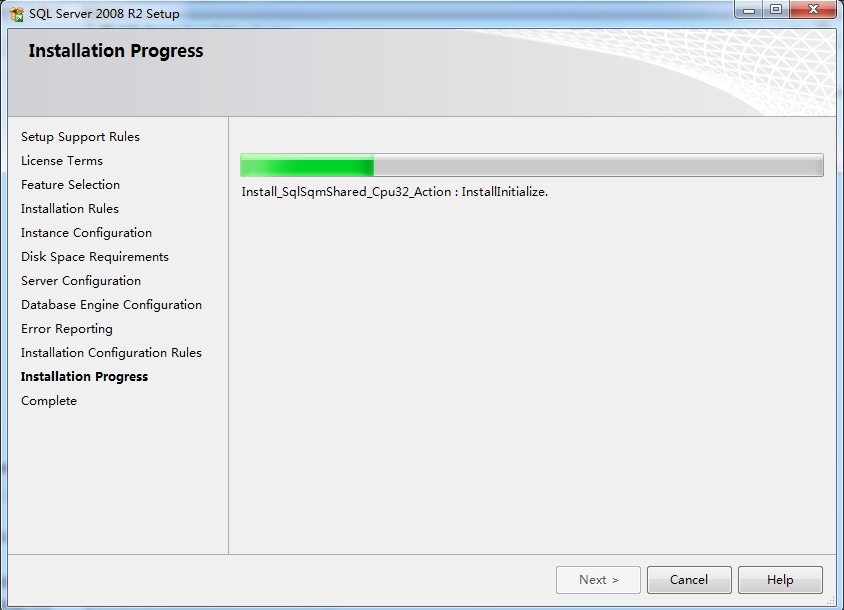 SQL Server 2008 R2 Setup
Installation Progress
Setup Support Rules
License Terms
Feature Selection
Installation Rules
Instance Configuration
Disk Space Requirements
Server Configuration
Database Engine Configuration
Error Reporting
Installation Configuration Rules
Installation Progress
Complete
Install_SqlSqmShared_Cpu32_Action : InstallInitialize.
Next >
Cancel
Help